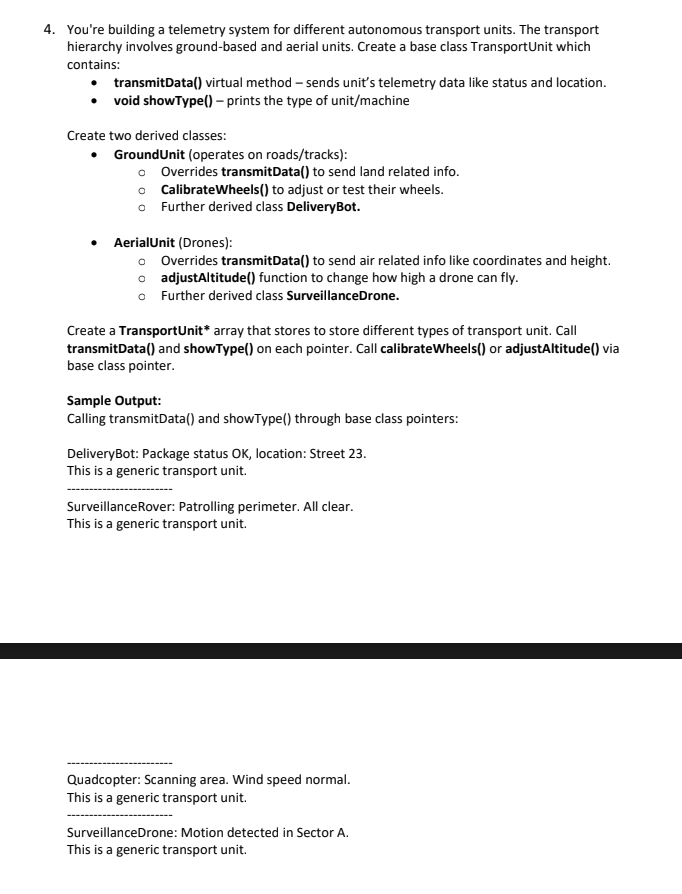 4. You're building a telemetry system for different autonomous transport units. The transport
hierarchy involves ground-based and aerial units. Create a base class TransportUnit which
contains:
• transmitData() virtual method – sends unit's telemetry data like status and location.
• void showType() – prints the type of unit/machine
Create two derived classes:
• GroundUnit (operates on roads/tracks):
o Overrides transmitData() to send land related info.
o CalibrateWheels() to adjust or test their wheels.
o Further derived class DeliveryBot.
• AerialUnit (Drones):
o Overrides transmitData() to send air related info like coordinates and height.
o adjustAltitude() function to change how high a drone can fly.
o Further derived class SurveillanceDrone.
Create a TransportUnit* array that stores to store different types of transport unit. Call
transmitData() and showType() on each pointer. Call calibrateWheels() or adjustAltitude() via
base class pointer.
Sample Output:
Calling transmitData() and showType() through base class pointers:
DeliveryBot: Package status OK, location: Street 23.
This is a generic transport unit.
------------------------
SurveillanceRover: Patrolling perimeter. All clear.
This is a generic transport unit.
------------------------
Quadcopter: Scanning area. Wind speed normal.
This is a generic transport unit.
------------------------
SurveillanceDrone: Motion detected in Sector A.
This is a generic transport unit.